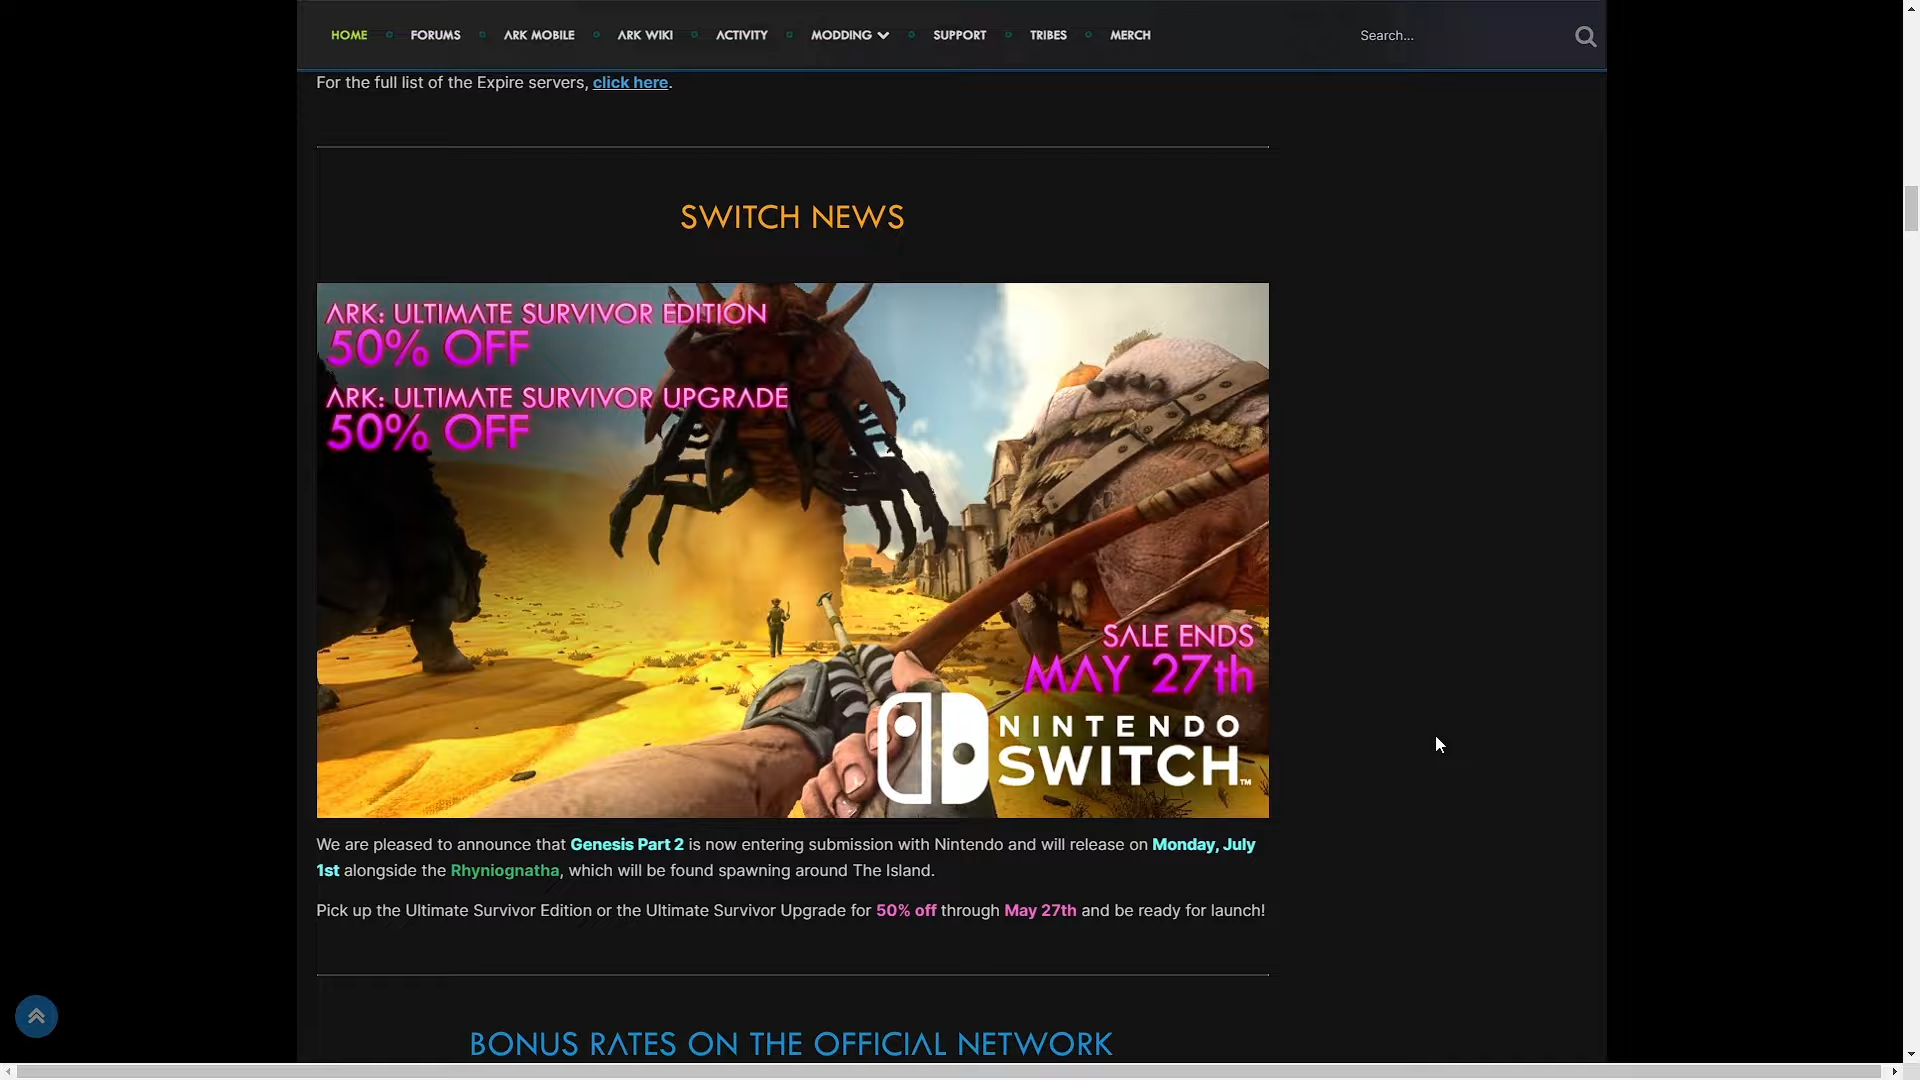 HOME FORUMS ARK MOBILE ARK WIKI ACTIVITY MODDING SUPPORT TRIBES MERCH Search...
For the full list of the Expire servers, click here.
SWITCH NEWS
ARK: ULTIMATE SURVIVOR EDITION
50% OFF
ARK: ULTIMATE SURVIVOR UPGRADE
50% OFF
SALE ENDS
MAY 27th
NINTENDO
SWITCH™
We are pleased to announce that Genesis Part 2 is now entering submission with Nintendo and will release on Monday, July
1st alongside the Rhyniognatha, which will be found spawning around The Island.
Pick up the Ultimate Survivor Edition or the Ultimate Survivor Upgrade for 50% off through May 27th and be ready for launch!
BONUS RATES ON THE OFFICIAL NETWORK